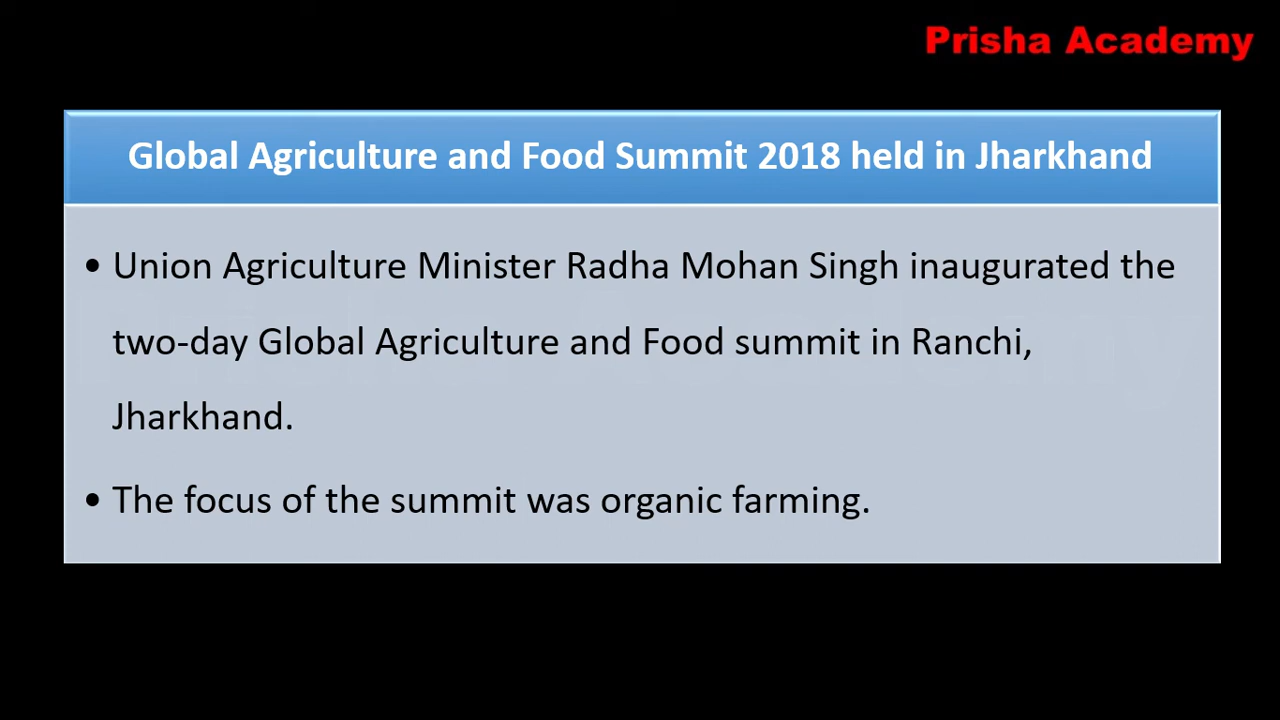 Prisha Academy
Global Agriculture and Food Summit 2018 held in Jharkhand
• Union Agriculture Minister Radha Mohan Singh inaugurated the
two-day Global Agriculture and Food summit in Ranchi,
Jharkhand.
• The focus of the summit was organic farming.